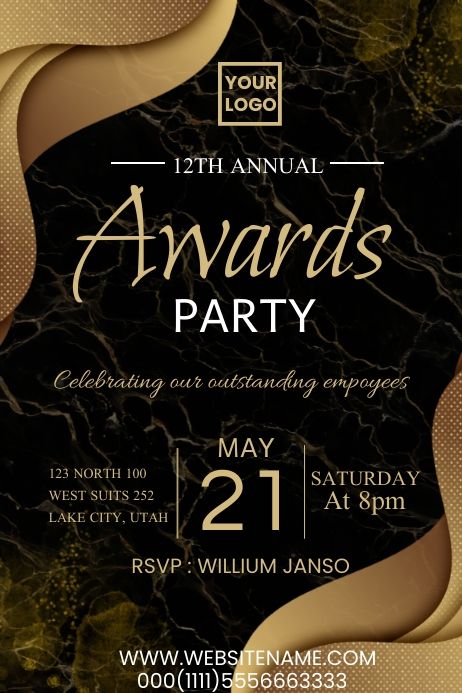 YOUR
LOGO
12TH ANNUAL
Awards
PARTY
Celebrating our outstanding empoyees
123 NORTH 100
WEST SUITS 252
LAKE CITY, UTAH
MAY
21
SATURDAY
At 8pm
RSVP : WILLIUM JANSO
WWW.WEBSITENAME.COM
000(1111)5556663333